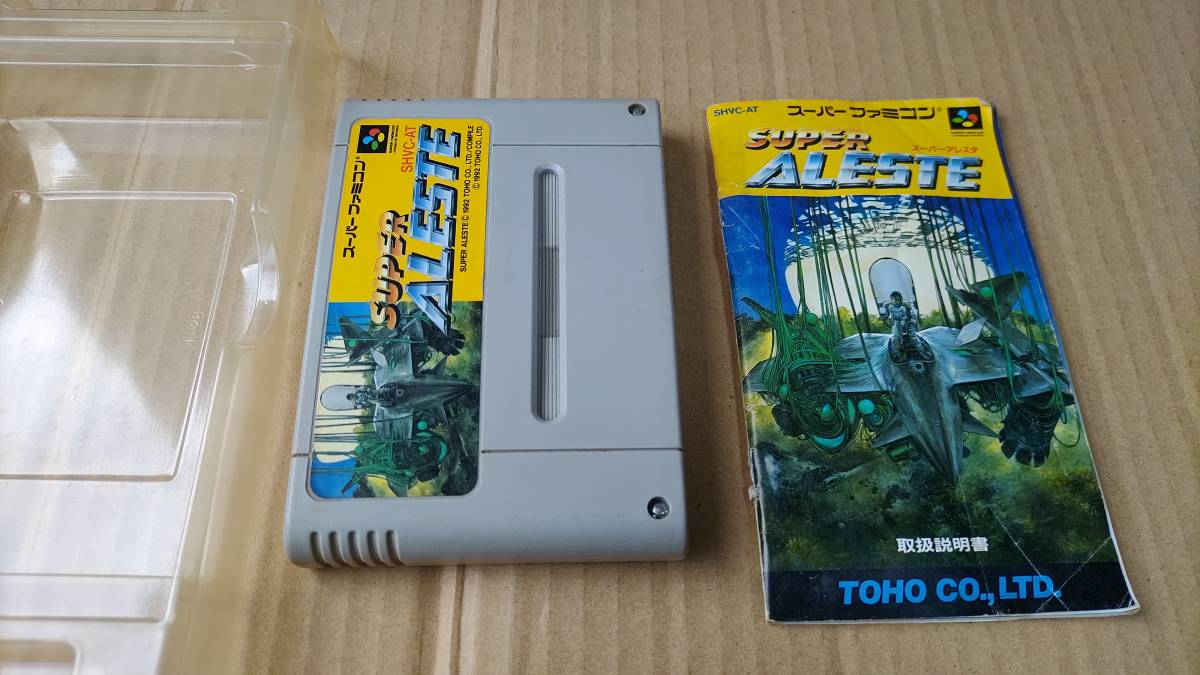 スーパーファミコン
SHVC-AT
SUPER
ALESTE
SUPER ALESTE © 1992 TOHO CO., LTD./COMPILE
© 1992 TOHO CO., LTD.
SHVC-AT
スーパーファミコン
SUPER
スーパーアレスタ
ALESTE
取扱説明書
TOHO CO.,LTD.